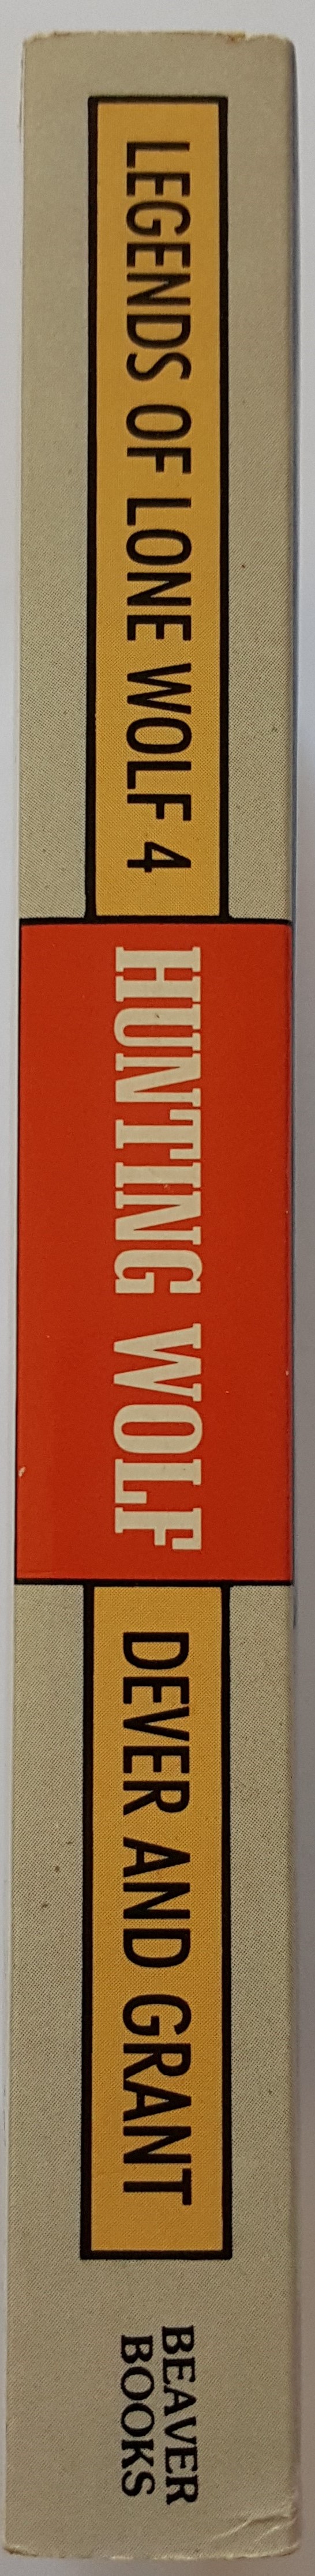 LEGENDS OF LONE WOLF 4
HUNTING WOLF
DEVER AND GRANT
BEAVER
BOOKS